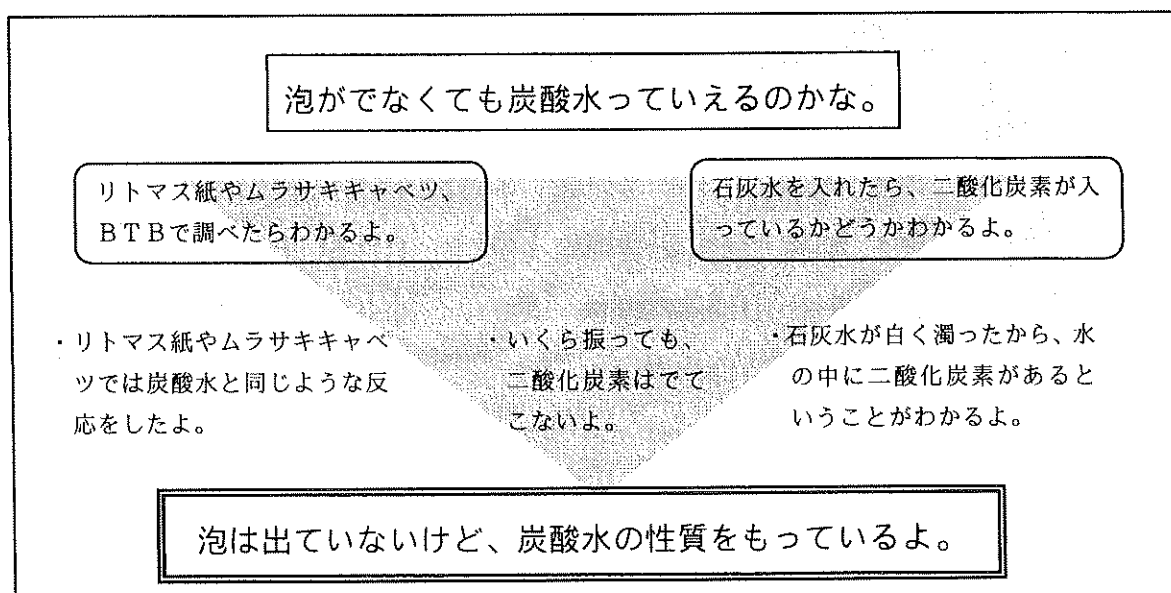 泡がでなくても炭酸水っていえるのかな。
リトマス紙やムラサキキャベツ、
BTBで調べたらわかるよ。
石灰水を入れたら、二酸化炭素が入
っているかどうかわかるよ。
・リトマス紙やムラサキキャベ
ツでは炭酸水と同じような反
応をしたよ。
・いくら振っても、
二酸化炭素はでて
こないよ。
・石灰水が白く濁ったから、水
の中に二酸化炭素があると
いうことがわかるよ。
泡は出ていないけど、炭酸水の性質をもっているよ。